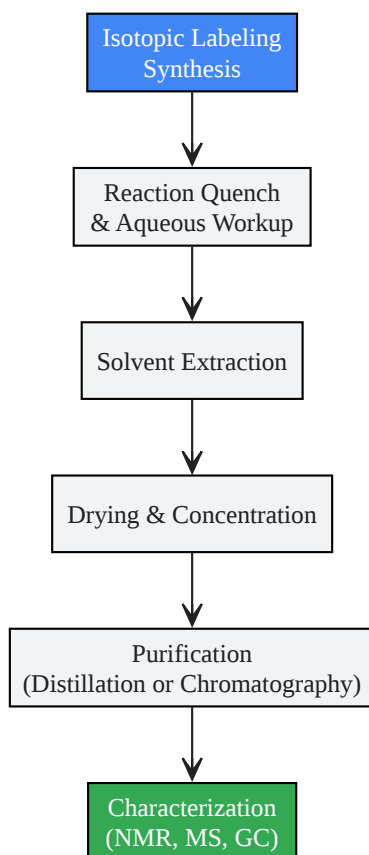 Isotopic Labeling
Synthesis
Reaction Quench
& Aqueous Workup
Solvent Extraction
Drying & Concentration
Purification
(Distillation or Chromatography)
Characterization
(NMR, MS, GC)